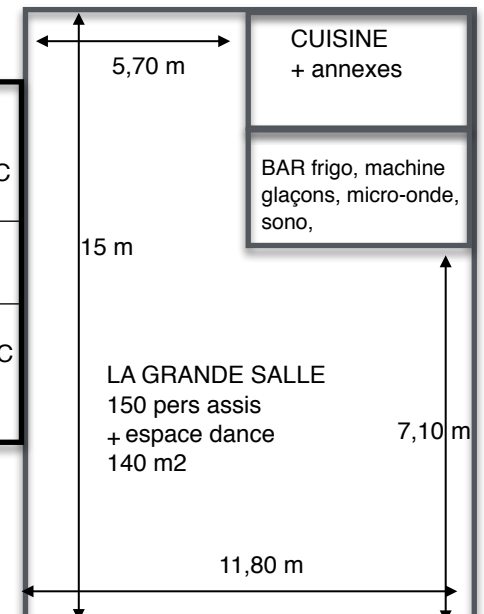 CUISINE
+ annexes
5,70 m
BAR frigo, machine
glaçons, micro-onde,
sono,
C
15 m
C
LA GRANDE SALLE
150 pers assis
+ espace dance
140 m2
7,10 m
11,80 m